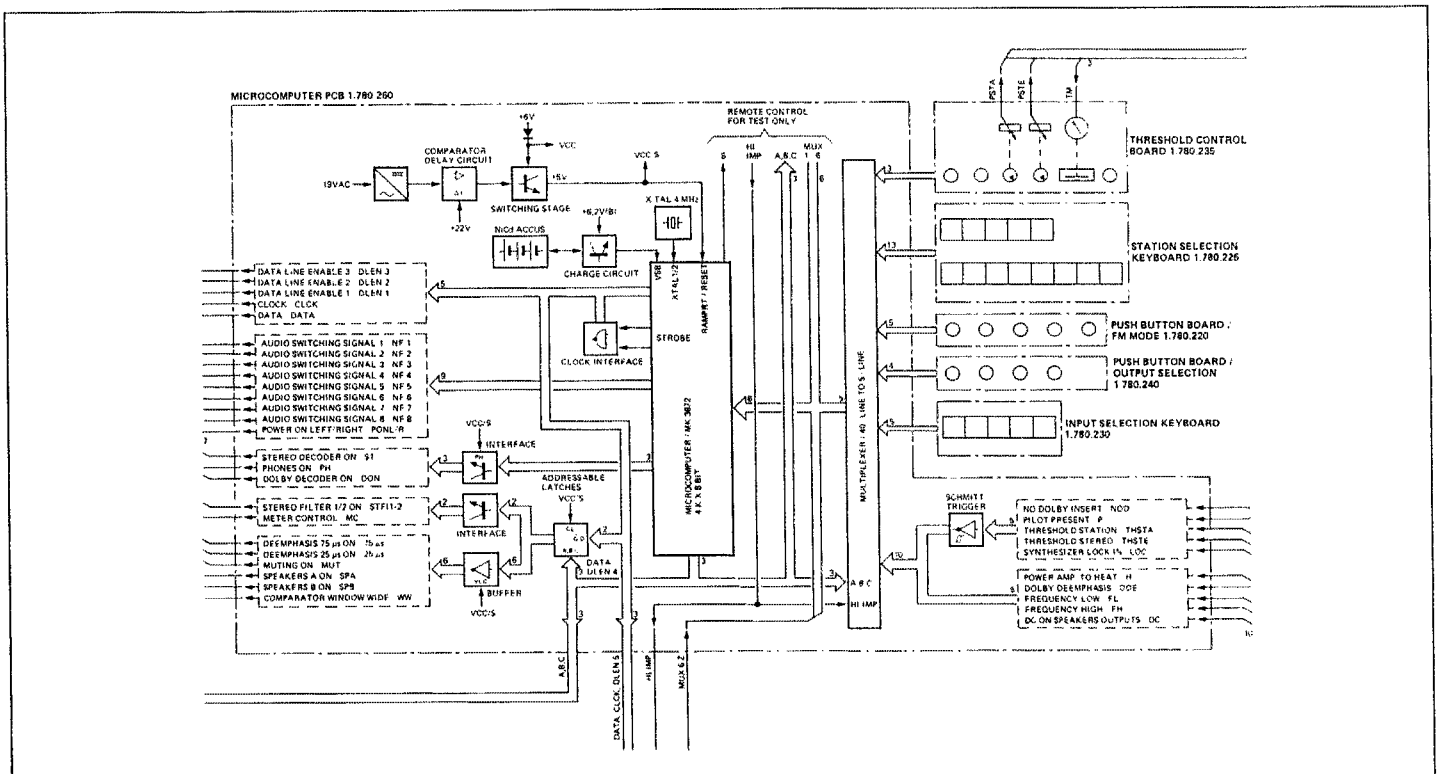 MICROCOMPUTER PCB 1.780.260
+6V
VCC
COMPARATOR
DELAY CIRCUIT
19VAC
+22V
+5V
SWITCHING STAGE
VCC S
X TAL 4 MHz
NiCd ACCUS
+6,2V/BI
CHARGE CIRCUIT
VSB
XTAL 1/2
RAMPRT / RESET
STROBE
CLOCK INTERFACE
MICROCOMPUTER / MK 3872
4 K X 8 BIT
REMOTE CONTROL
FOR TEST ONLY
HI
IMP
A,B,C
MUX
1 6
MULTIPLEXER / 40 LINE TO 5 LINE
A B C
HI IMP
PSTA
PSTE
TM
THRESHOLD CONTROL
BOARD 1.780.235
STATION SELECTION
KEYBOARD 1.780.225
PUSH BUTTON BOARD /
FM MODE 1.780.220
PUSH BUTTON BOARD /
OUTPUT SELECTION
1 780.240
INPUT SELECTION KEYBOARD
1.780.230
DATA LINE ENABLE 3 DLEN 3
DATA LINE ENABLE 2 DLEN 2
DATA LINE ENABLE 1 DLEN 1
CLOCK CLCK
DATA DATA
AUDIO SWITCHING SIGNAL 1 NF 1
AUDIO SWITCHING SIGNAL 2 NF 2
AUDIO SWITCHING SIGNAL 3 NF 3
AUDIO SWITCHING SIGNAL 4 NF 4
AUDIO SWITCHING SIGNAL 5 NF 5
AUDIO SWITCHING SIGNAL 6 NF 6
AUDIO SWITCHING SIGNAL 7 NF 7
AUDIO SWITCHING SIGNAL 8 NF 8
POWER ON LEFT/RIGHT PONL/R
STEREO DECODER ON ST
PHONES ON PH
DOLBY DECODER ON DON
VCC/S
INTERFACE
PH
ADDRESSABLE
LATCHES
VCC'S
STEREO FILTER 1/2 ON STFI1-2
METER CONTROL MC
INTERFACE
DEEMPHASIS 75 µs ON 75 µs
DEEMPHASIS 25 µs ON 25 µs
MUTING ON MUT
SPEAKERS A ON SPA
SPEAKERS B ON SPB
COMPARATOR WINDOW WIDE WW
BUFFER
VCC/S
DATA
DLEN 4
SCHMITT
TRIGGER
NO DOLBY INSERT NDD
PILOT PRESENT P
THRESHOLD STATION THSTA
THRESHOLD STEREO THSTE
SYNTHESIZER LOCK IN LOC
POWER AMP TO HEAT H
DOLBY DEEMPHASIS DDE
FREQUENCY LOW FL
FREQUENCY HIGH FH
DC ON SPEAKERS OUTPUTS DC
A,B,C
DATA, CLCK, DLEN 5
HI IMP
MUX 6 Z